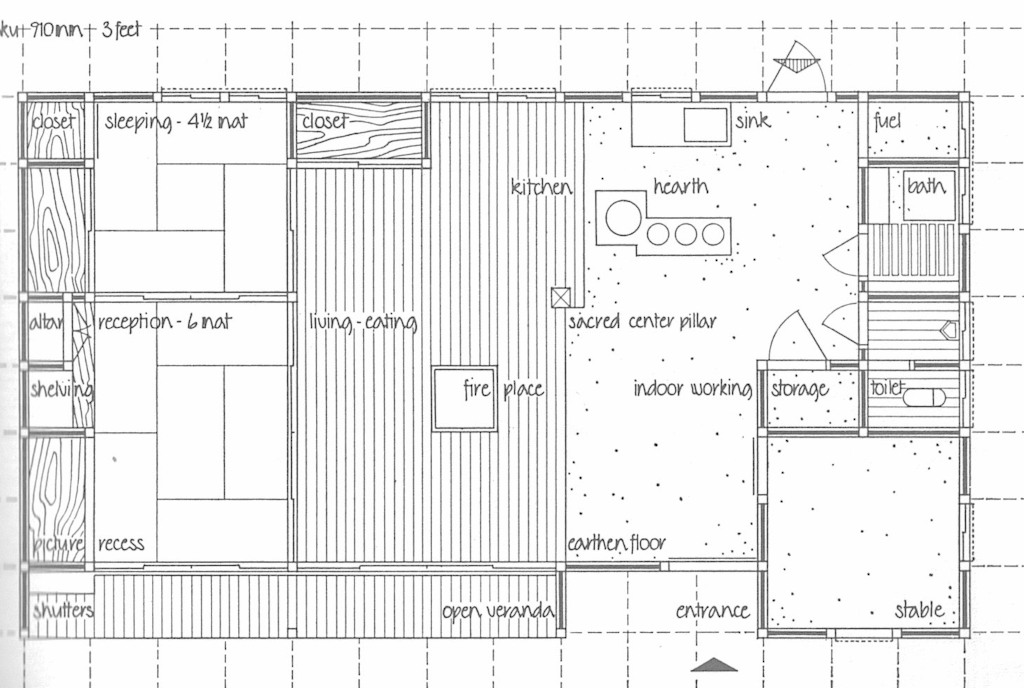 910mm 3 feet
closet sleeping - 4½ mat closet sink fuel
kitchen hearth bath
altar reception - 6 mat living - eating sacred center pillar
shelving fire place indoor working storage toilet
picture recess earthen floor
shutters open veranda entrance stable